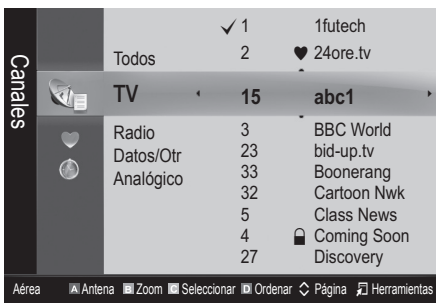 Canales
✓ 1 1futech
Todos 2 ♥ 24ore.tv
TV 15 abc1
Radio 3 BBC World
Datos/Otr 23 bid-up.tv
Analógico 33 Boonerang
32 Cartoon Nwk
5 Class News
4 Coming Soon
27 Discovery
Aérea A Antena B Zoom C Seleccionar D Ordenar Página Herramientas